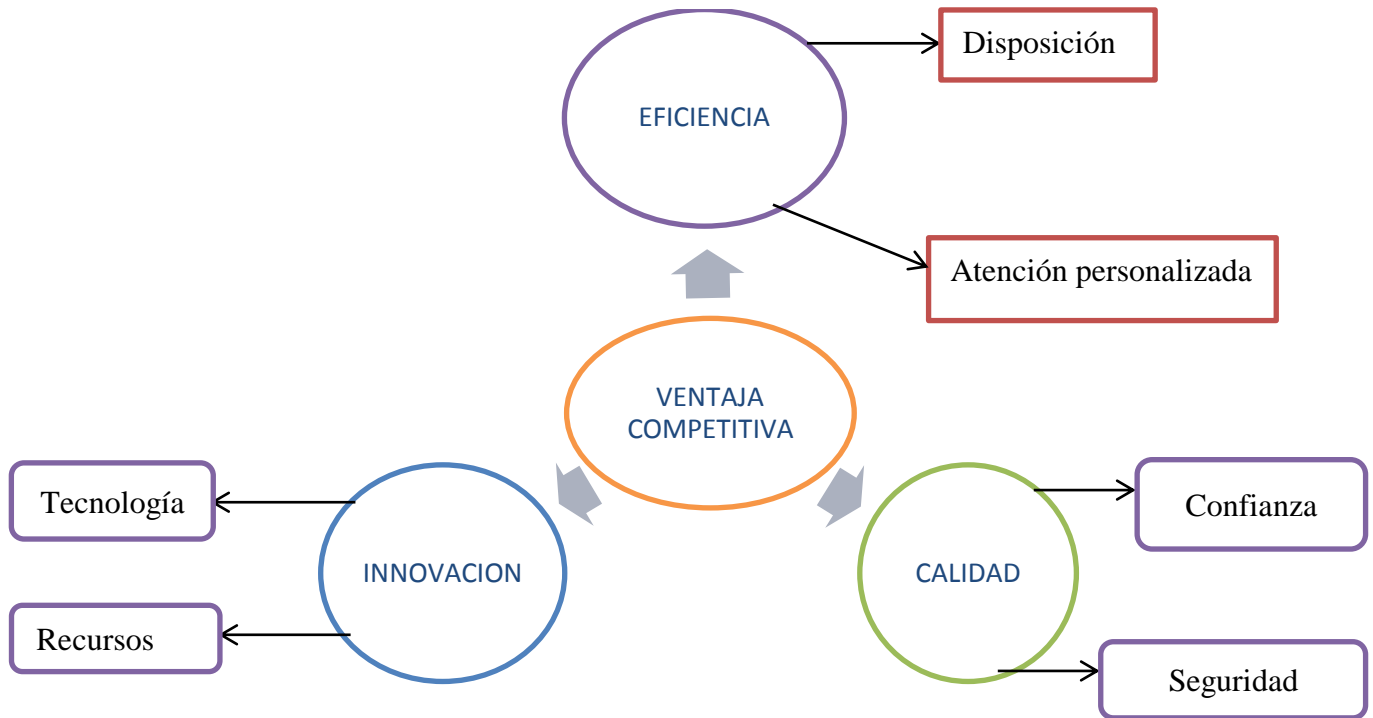 Disposición
EFICIENCIA
Atención personalizada
VENTAJA
COMPETITIVA
Tecnología
Confianza
INNOVACION
CALIDAD
Recursos
Seguridad